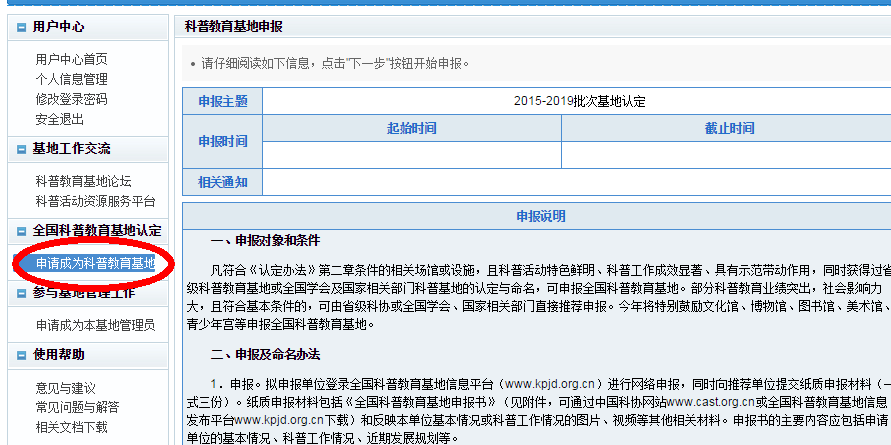 用户中心
用户中心首页
个人信息管理
修改登录密码
安全退出
基地工作交流
科普教育基地论坛
科普活动资源服务平台
全国科普教育基地认定
申请成为科普教育基地
参与基地管理工作
申请成为本基地管理员
使用帮助
意见与建议
常见问题与解答
相关文档下载
科普教育基地申报
• 请仔细阅读如下信息，点击"下一步"按钮开始申报。
申报主题 2015-2019批次基地认定
申报时间 起始时间 截止时间
相关通知
申报说明
一、申报对象和条件
凡符合《认定办法》第二章条件的相关场馆或设施，且科普活动特色鲜明、科普工作成效显著、具有示范带动作用，同时获得过省
级科普教育基地或全国学会及国家相关部门科普基地的认定与命名，可申报全国科普教育基地。部分科普教育业绩突出，社会影响力
大，且符合基本条件的，可由省级科协或全国学会、国家相关部门直接推荐申报。今年将特别鼓励文化馆、博物馆、图书馆、美术馆、
青少年宫等申报全国科普教育基地。
二、申报及命名办法
1．申报。拟申报单位登录全国科普教育基地信息平台（www.kpjd.org.cn）进行网络申报，同时向推荐单位提交纸质申报材料（一
式三份）。纸质申报材料包括《全国科普教育基地申报书》（见附件，可通过中国科协网站www.cast.org.cn或全国科普教育基地信息
发布平台www.kpjd.org.cn下载）和反映本单位基本情况或科普工作情况的图片、视频等其他相关材料。申报书的主要内容应包括申请
单位的基本情况、科普工作情况、近期发展规划等。